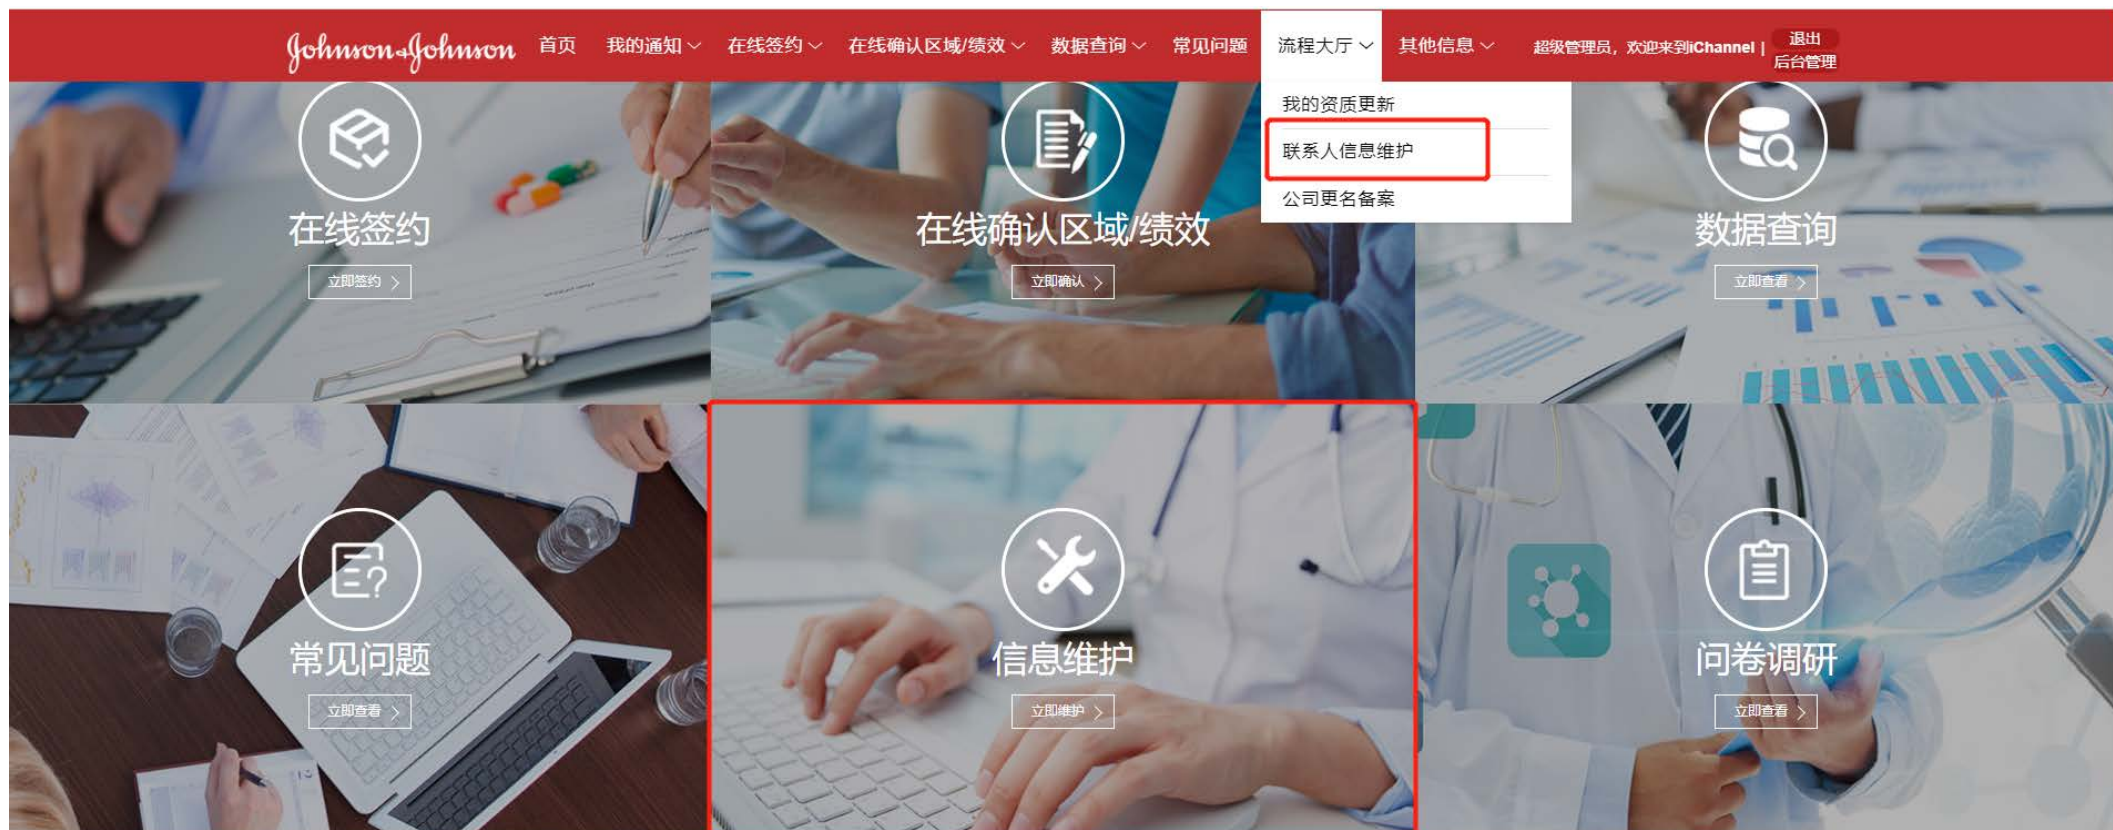 Johnson & Johnson 首页 我的通知 在线签约 在线确认区域/绩效 数据查询 常见问题 流程大厅 其他信息 超级管理员，欢迎来到iChannel | 退出
后台管理
我的资质更新
联系人信息维护
公司更名备案
在线签约
立即签约 >
在线确认区域/绩效
立即确认 >
数据查询
立即查看 >
常见问题
立即查看 >
信息维护
立即维护 >
问卷调研
立即查看 >